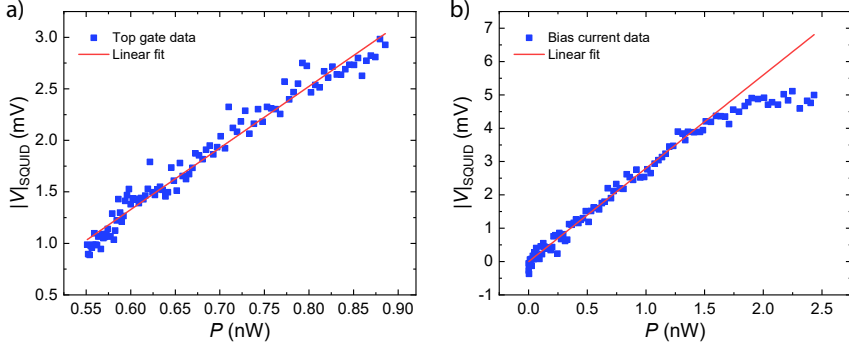 a)
Top gate data
Linear fit
|V|SQUID (mV)
3.0
2.5
2.0
1.5
1.0
0.5
0.55 0.60 0.65 0.70 0.75 0.80 0.85 0.90
P (nW)
b)
Bias current data
Linear fit
|V|SQUID (mV)
7
6
5
4
3
2
1
0
-1
0.0 0.5 1.0 1.5 2.0 2.5
P (nW)